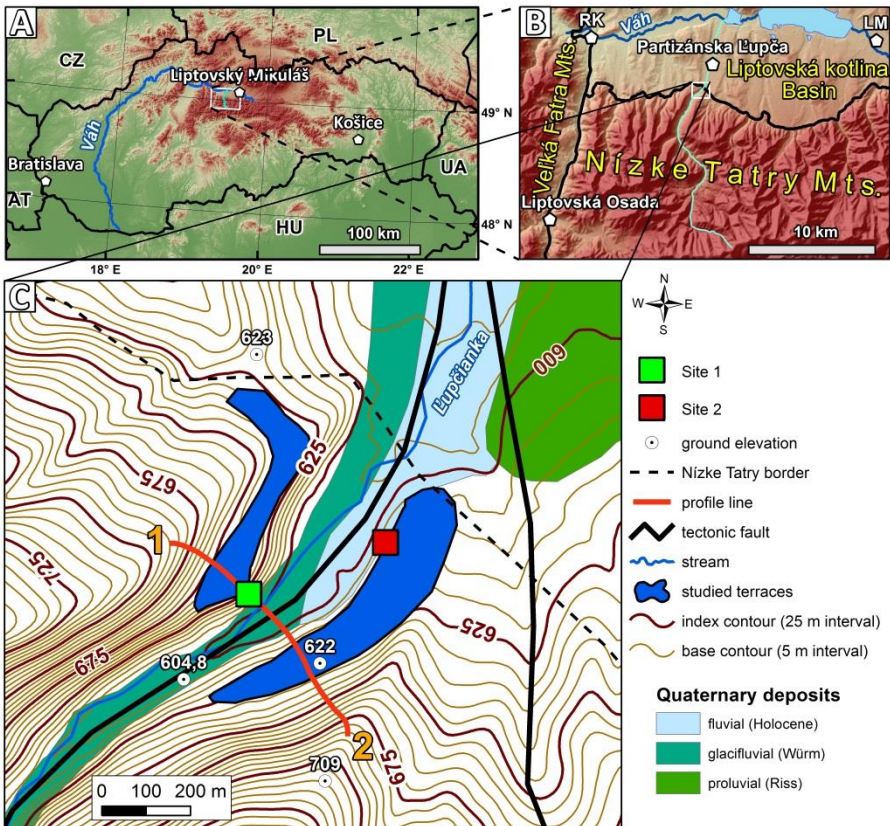 A
CZ
PL
Liptovský Mikuláš
Váh
Košice
Bratislava
UA
AT
HU
49° N
48° N
100 km
18° E
20° E
22° E
B
RK
Váh
LM
Partizánska Ľupča
Liptovská kotlina
Basin
Veľká Fatra Mts.
Nízke Tatry Mts.
Liptovská Osada
10 km
C
623
600
Ľupčianka
625
675
1
725
675
604,8
622
625
2
709
675
0 100 200 m
N
W E
S
Site 1
Site 2
ground elevation
Nízke Tatry border
profile line
tectonic fault
stream
studied terraces
index contour (25 m interval)
base contour (5 m interval)
Quaternary deposits
fluvial (Holocene)
glacifluvial (Würm)
proluvial (Riss)